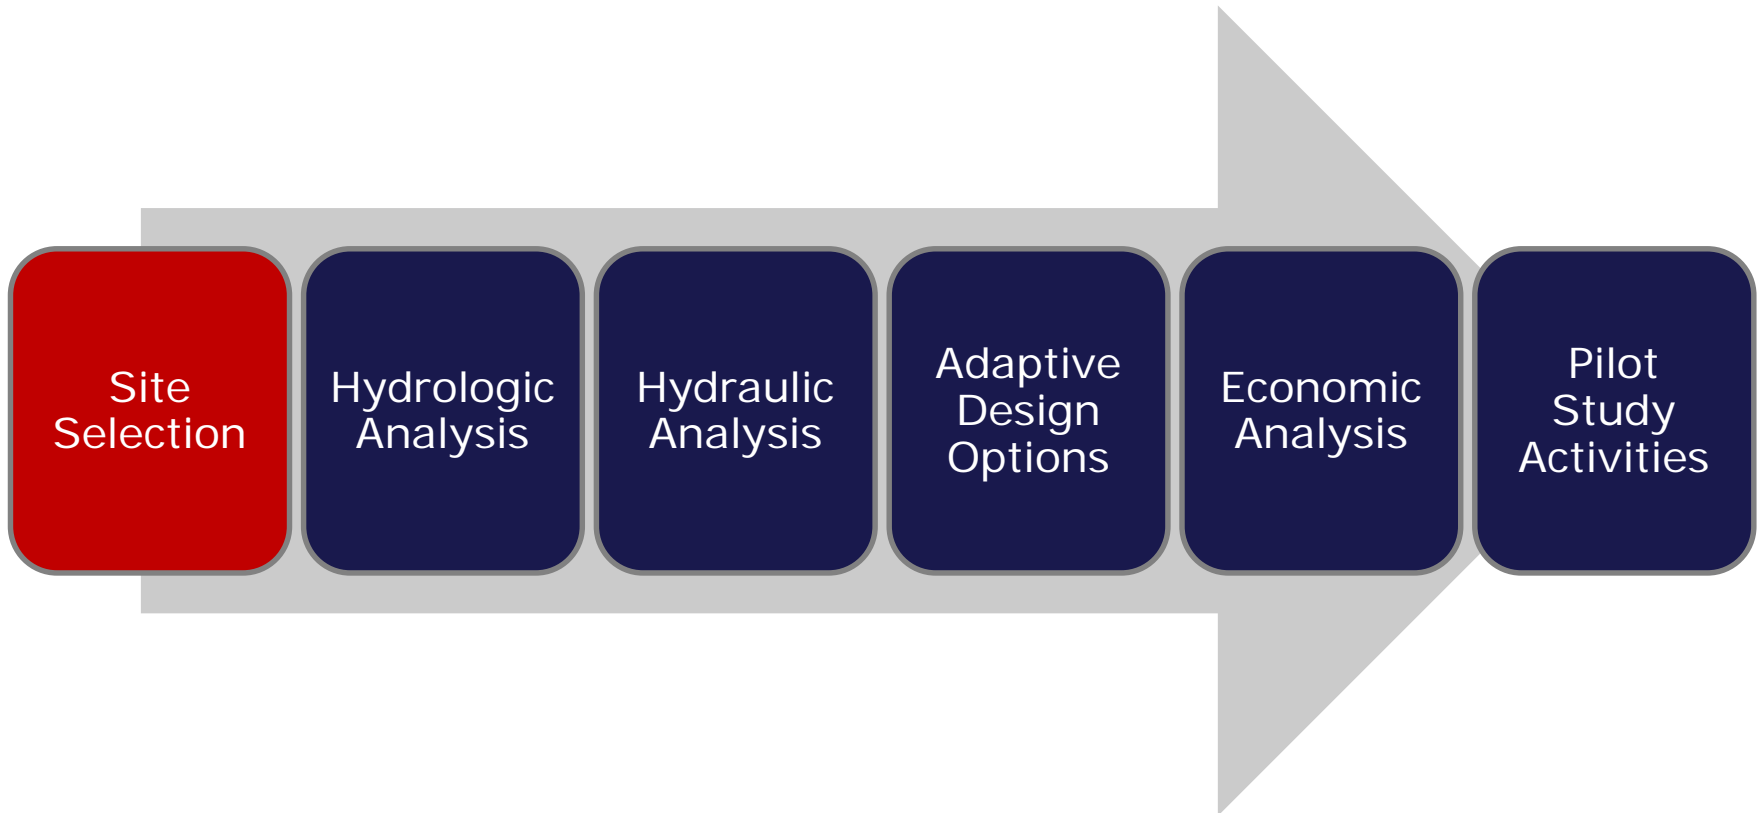 Site
Selection
Hydrologic
Analysis
Hydraulic
Analysis
Adaptive
Design
Options
Economic
Analysis
Pilot
Study
Activities